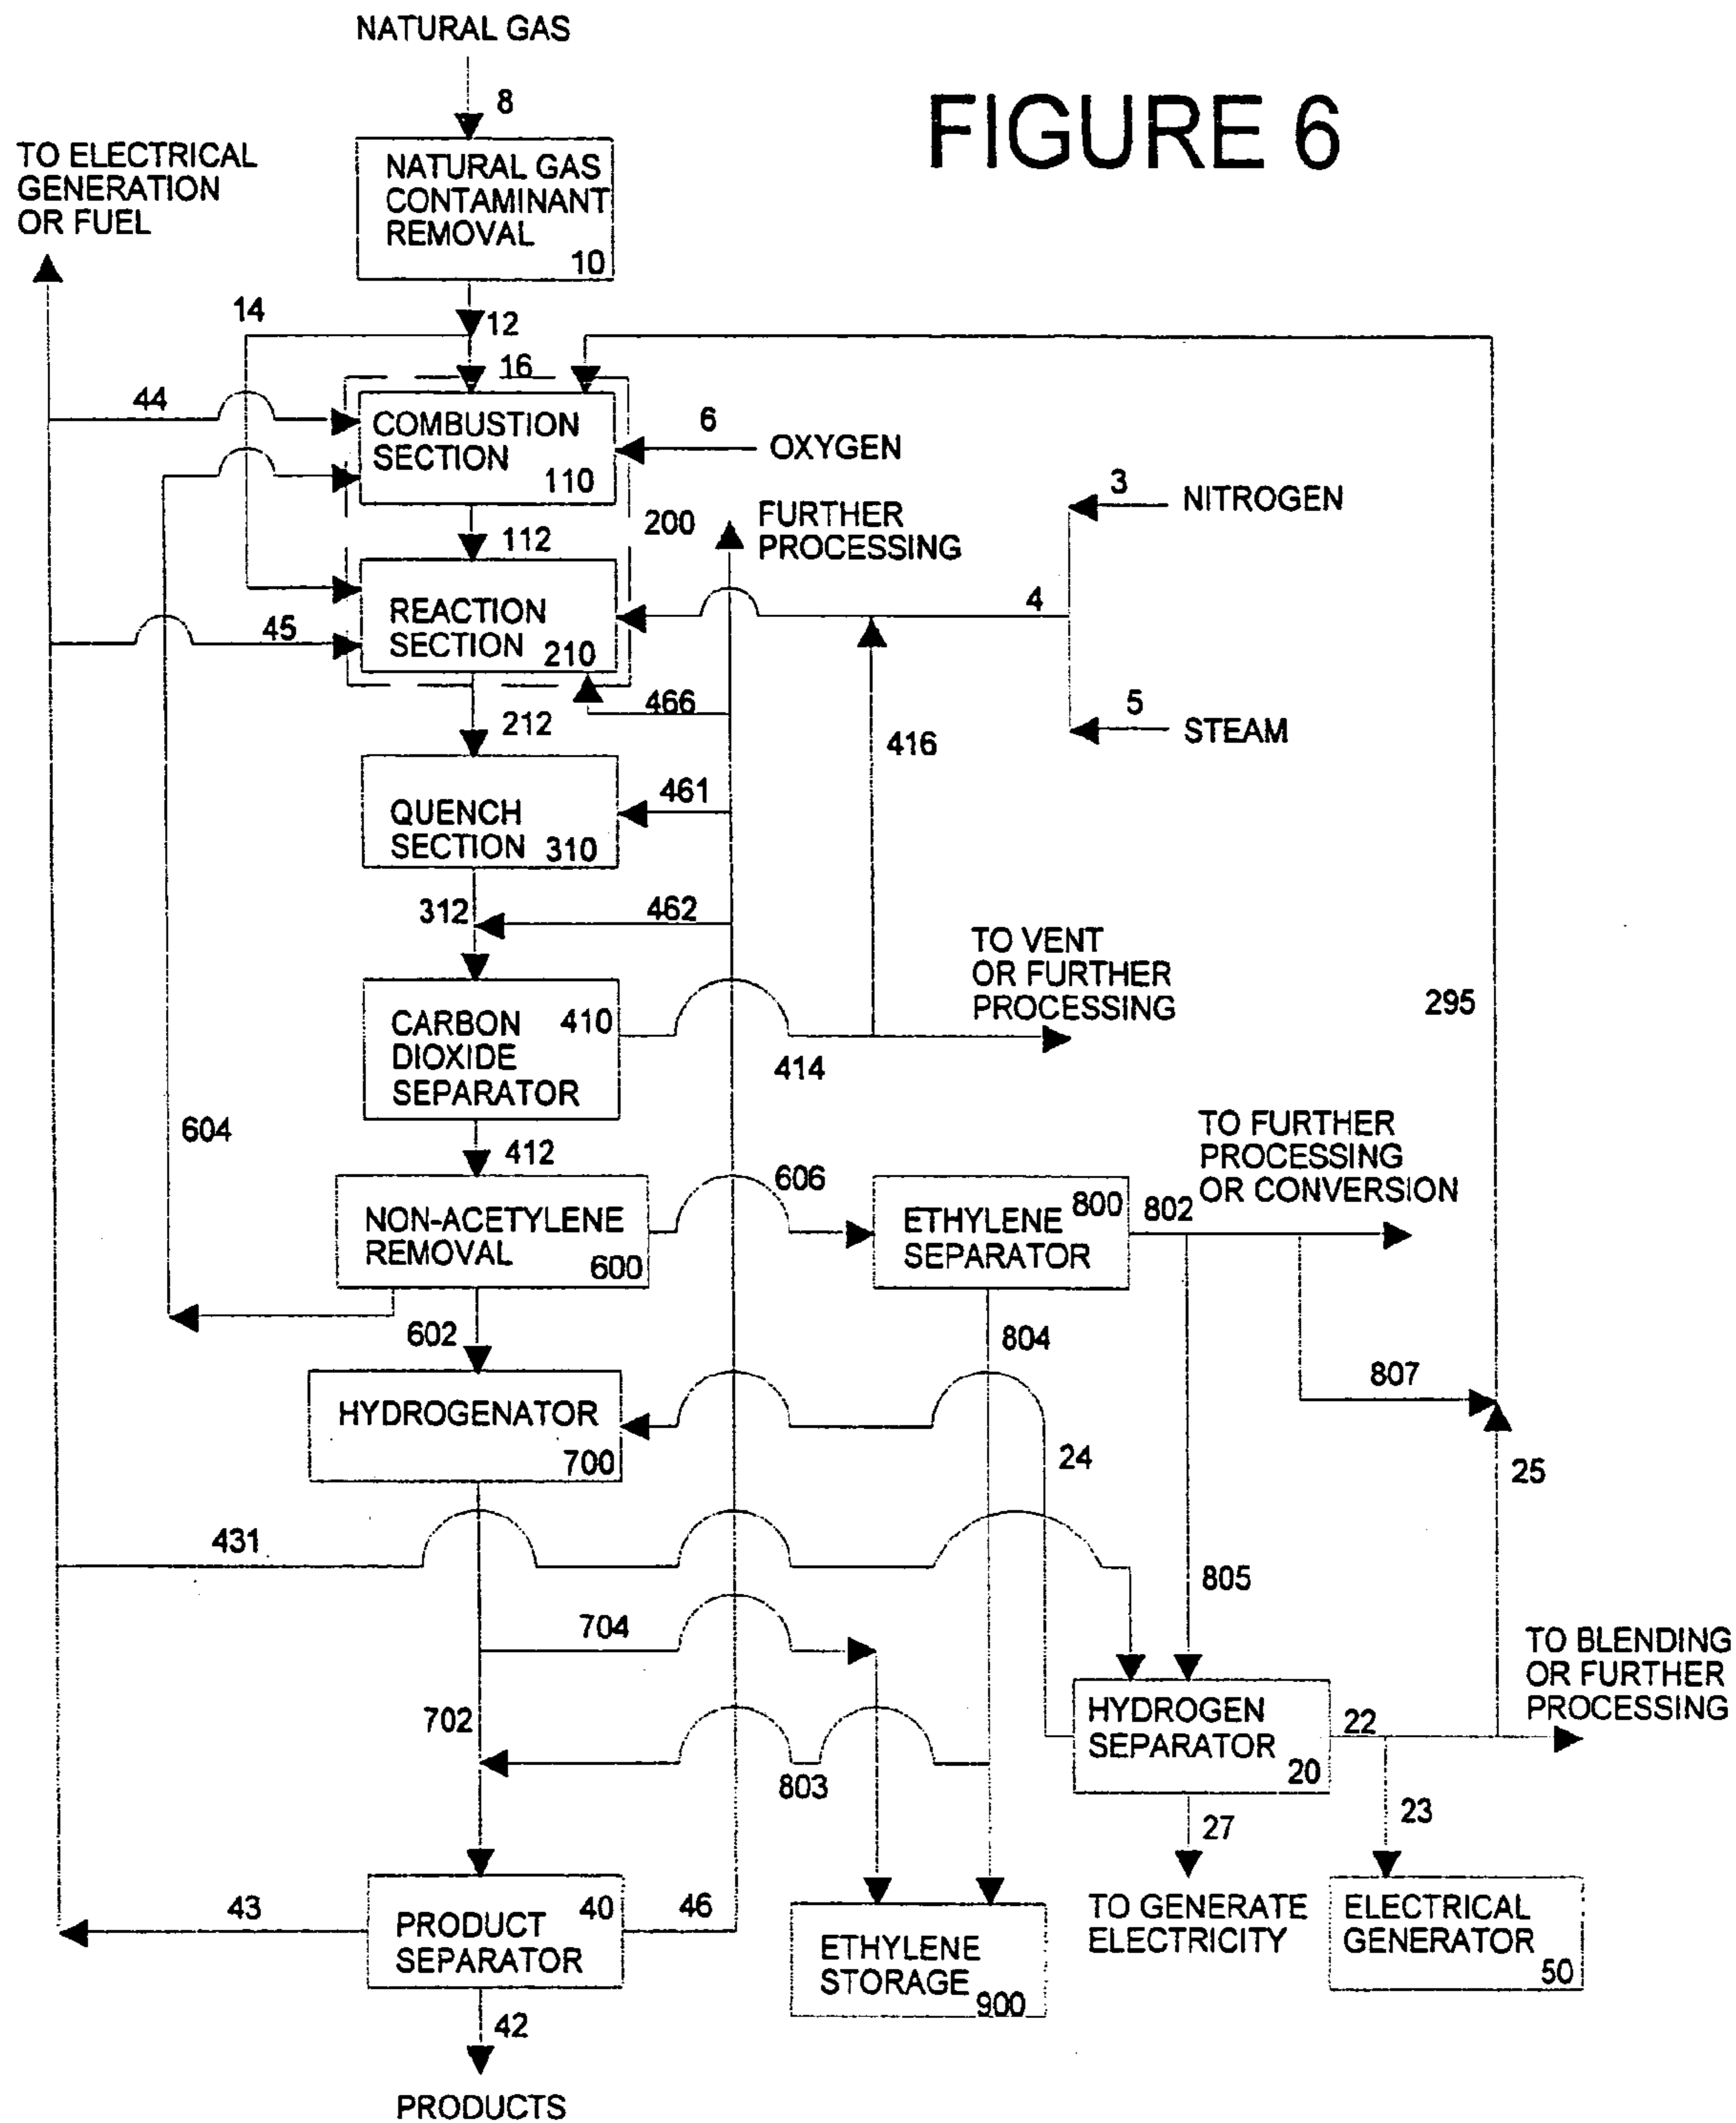 NATURAL GAS
8
FIGURE 6
TO ELECTRICAL
GENERATION
OR FUEL
NATURAL GAS
CONTAMINANT
REMOVAL
10
14
12
16
44
COMBUSTION
SECTION
110
6
OXYGEN
3
NITROGEN
200
FURTHER
PROCESSING
112
REACTION
SECTION
210
4
45
466
5
STEAM
212
416
QUENCH
SECTION
310
461
312
462
TO VENT
OR FURTHER
PROCESSING
295
CARBON
DIOXIDE
SEPARATOR
410
414
604
412
TO FURTHER
PROCESSING
OR CONVERSION
606
NON-ACETYLENE
REMOVAL
600
ETHYLENE
SEPARATOR
800
802
602
804
807
HYDROGENATOR
700
24
25
431
805
704
TO BLENDING
OR FURTHER
PROCESSING
702
HYDROGEN
SEPARATOR
20
22
803
27
23
43
PRODUCT
SEPARATOR
40
46
ETHYLENE
STORAGE
900
TO GENERATE
ELECTRICITY
ELECTRICAL
GENERATOR
50
42
PRODUCTS